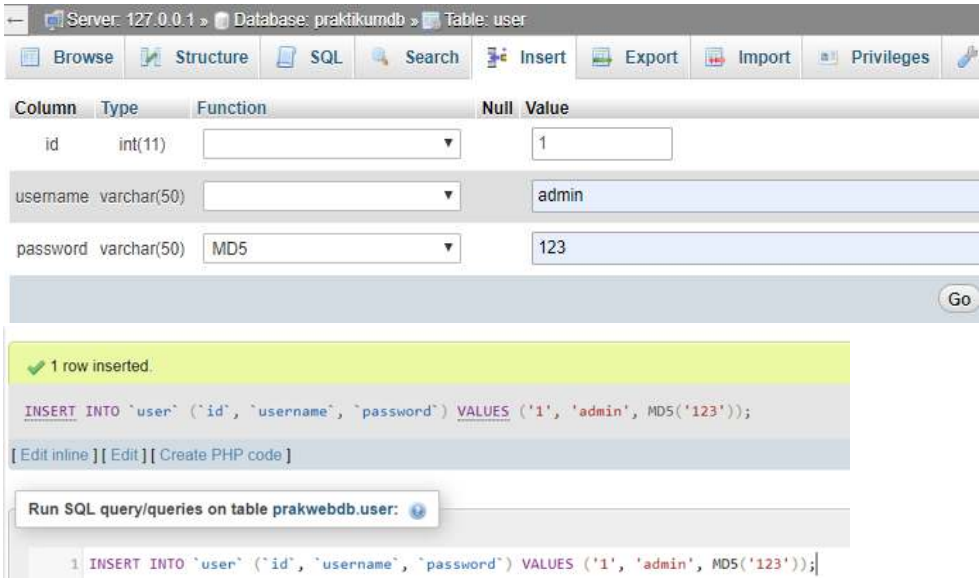 Server: 127.0.0.1 » Database: praktikumdb » Table: user
Browse Structure SQL Search Insert Export Import Privileges
Column Type Function Null Value
id int(11) 1
username varchar(50) admin
password varchar(50) MD5 123
Go
1 row inserted.
INSERT INTO `user` (`id`, `username`, `password`) VALUES ('1', 'admin', MD5('123'));
[ Edit inline ] [ Edit ] [ Create PHP code ]
Run SQL query/queries on table prakwebdb.user:
1 INSERT INTO `user` (`id`, `username`, `password`) VALUES ('1', 'admin', MD5('123'));